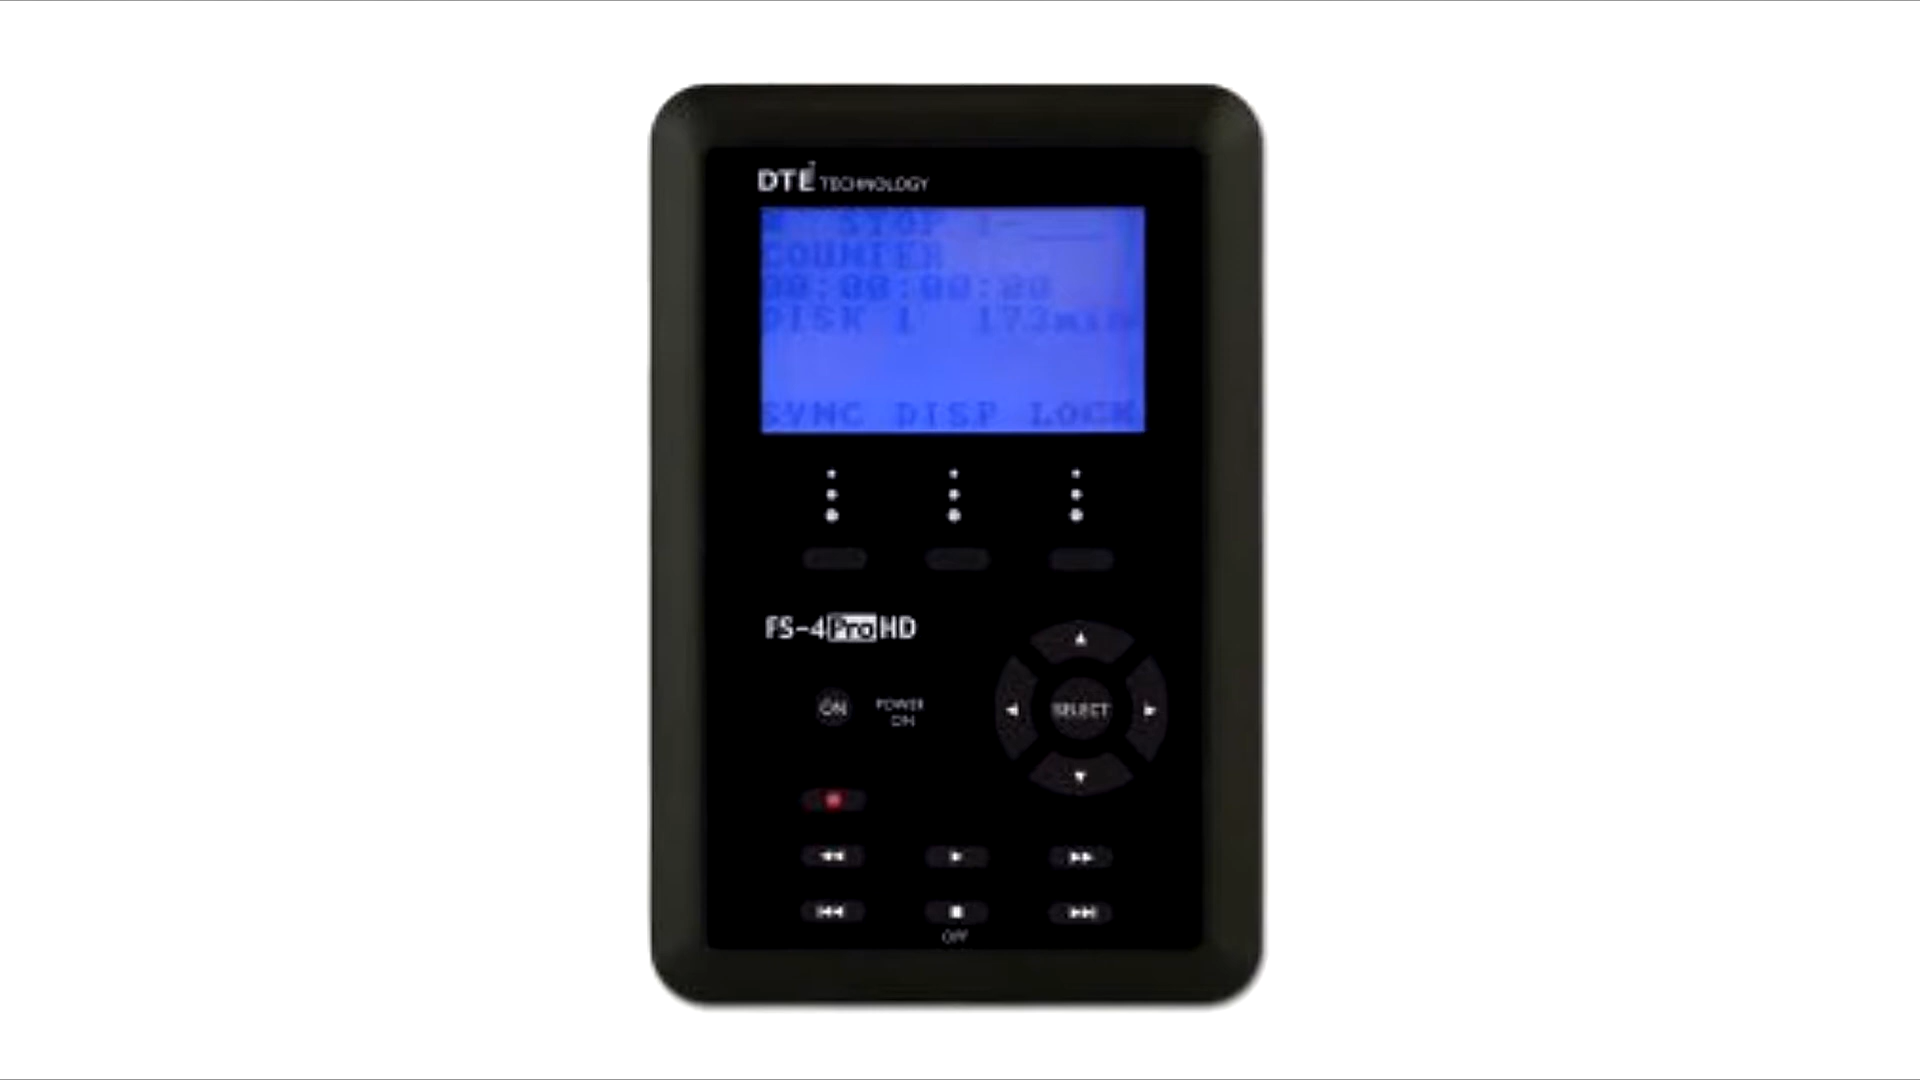 DTE TECHNOLOGY
STOP
COUNTER
00:00:00:00
DISK 1 173min
SYNC DISP LOCK
FS-4 Pro HD
ON
POWER ON
SELECT
OFF